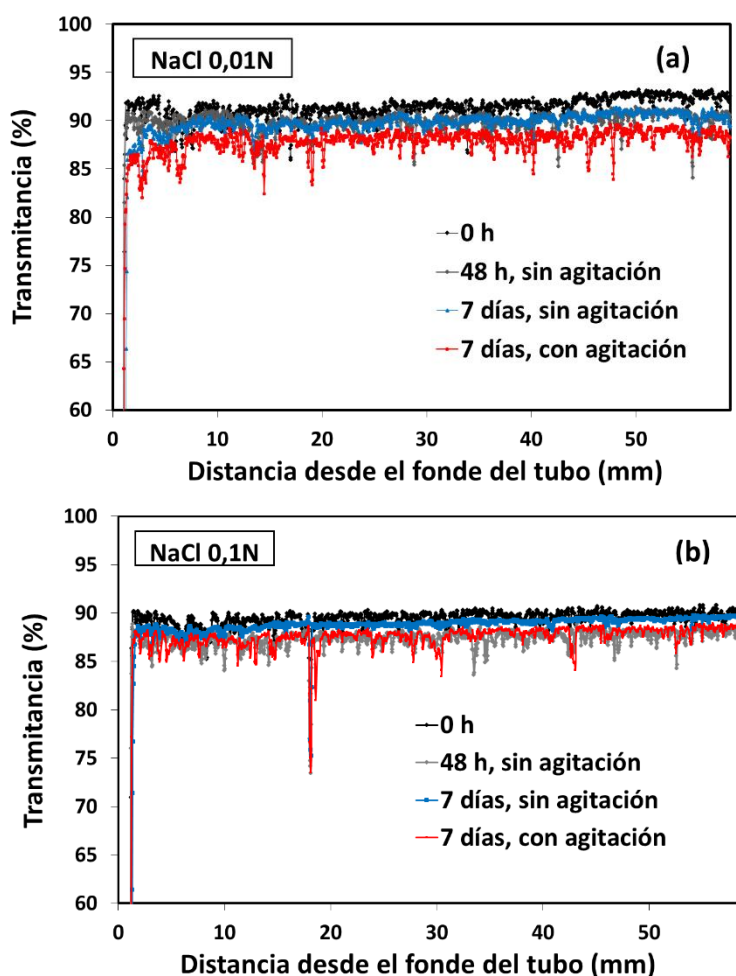 100
NaCl 0,01N
(a)
95
90
85
80
75
70
65
60
Transmitancia (%)
0 h
48 h, sin agitación
7 días, sin agitación
7 días, con agitación
0 10 20 30 40 50
Distancia desde el fonde del tubo (mm)
100
NaCl 0,1N
(b)
95
90
85
80
75
70
65
60
Transmitancia (%)
0 h
48 h, sin agitación
7 días, sin agitación
7 días, con agitación
0 10 20 30 40 50
Distancia desde el fonde del tubo (mm)